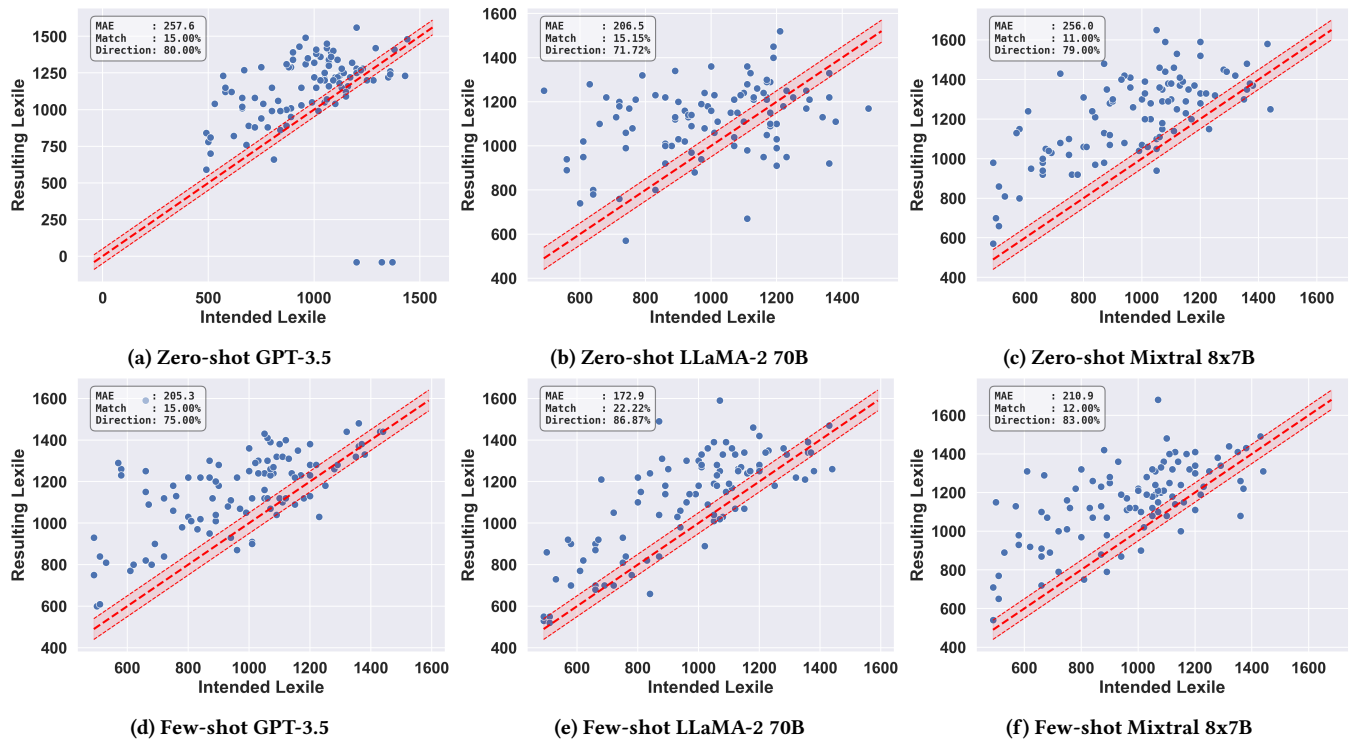 MAE : 257.6
Match : 15.00%
Direction: 80.00%
1500
1250
1000
750
500
250
0
Resulting Lexile
0 500 1000 1500
Intended Lexile
(a) Zero-shot GPT-3.5
MAE : 206.5
Match : 15.15%
Direction: 71.72%
1600
1400
1200
1000
800
600
400
Resulting Lexile
600 800 1000 1200 1400
Intended Lexile
(b) Zero-shot LLaMA-2 70B
MAE : 256.0
Match : 11.00%
Direction: 79.00%
1600
1400
1200
1000
800
600
400
Resulting Lexile
600 800 1000 1200 1400 1600
Intended Lexile
(c) Zero-shot Mixtral 8x7B
MAE : 205.3
Match : 15.00%
Direction: 75.00%
1600
1400
1200
1000
800
600
400
Resulting Lexile
600 800 1000 1200 1400 1600
Intended Lexile
(d) Few-shot GPT-3.5
MAE : 172.9
Match : 22.22%
Direction: 86.87%
1600
1400
1200
1000
800
600
400
Resulting Lexile
600 800 1000 1200 1400 1600
Intended Lexile
(e) Few-shot LLaMA-2 70B
MAE : 210.9
Match : 12.00%
Direction: 83.00%
1600
1400
1200
1000
800
600
400
Resulting Lexile
600 800 1000 1200 1400 1600
Intended Lexile
(f) Few-shot Mixtral 8x7B